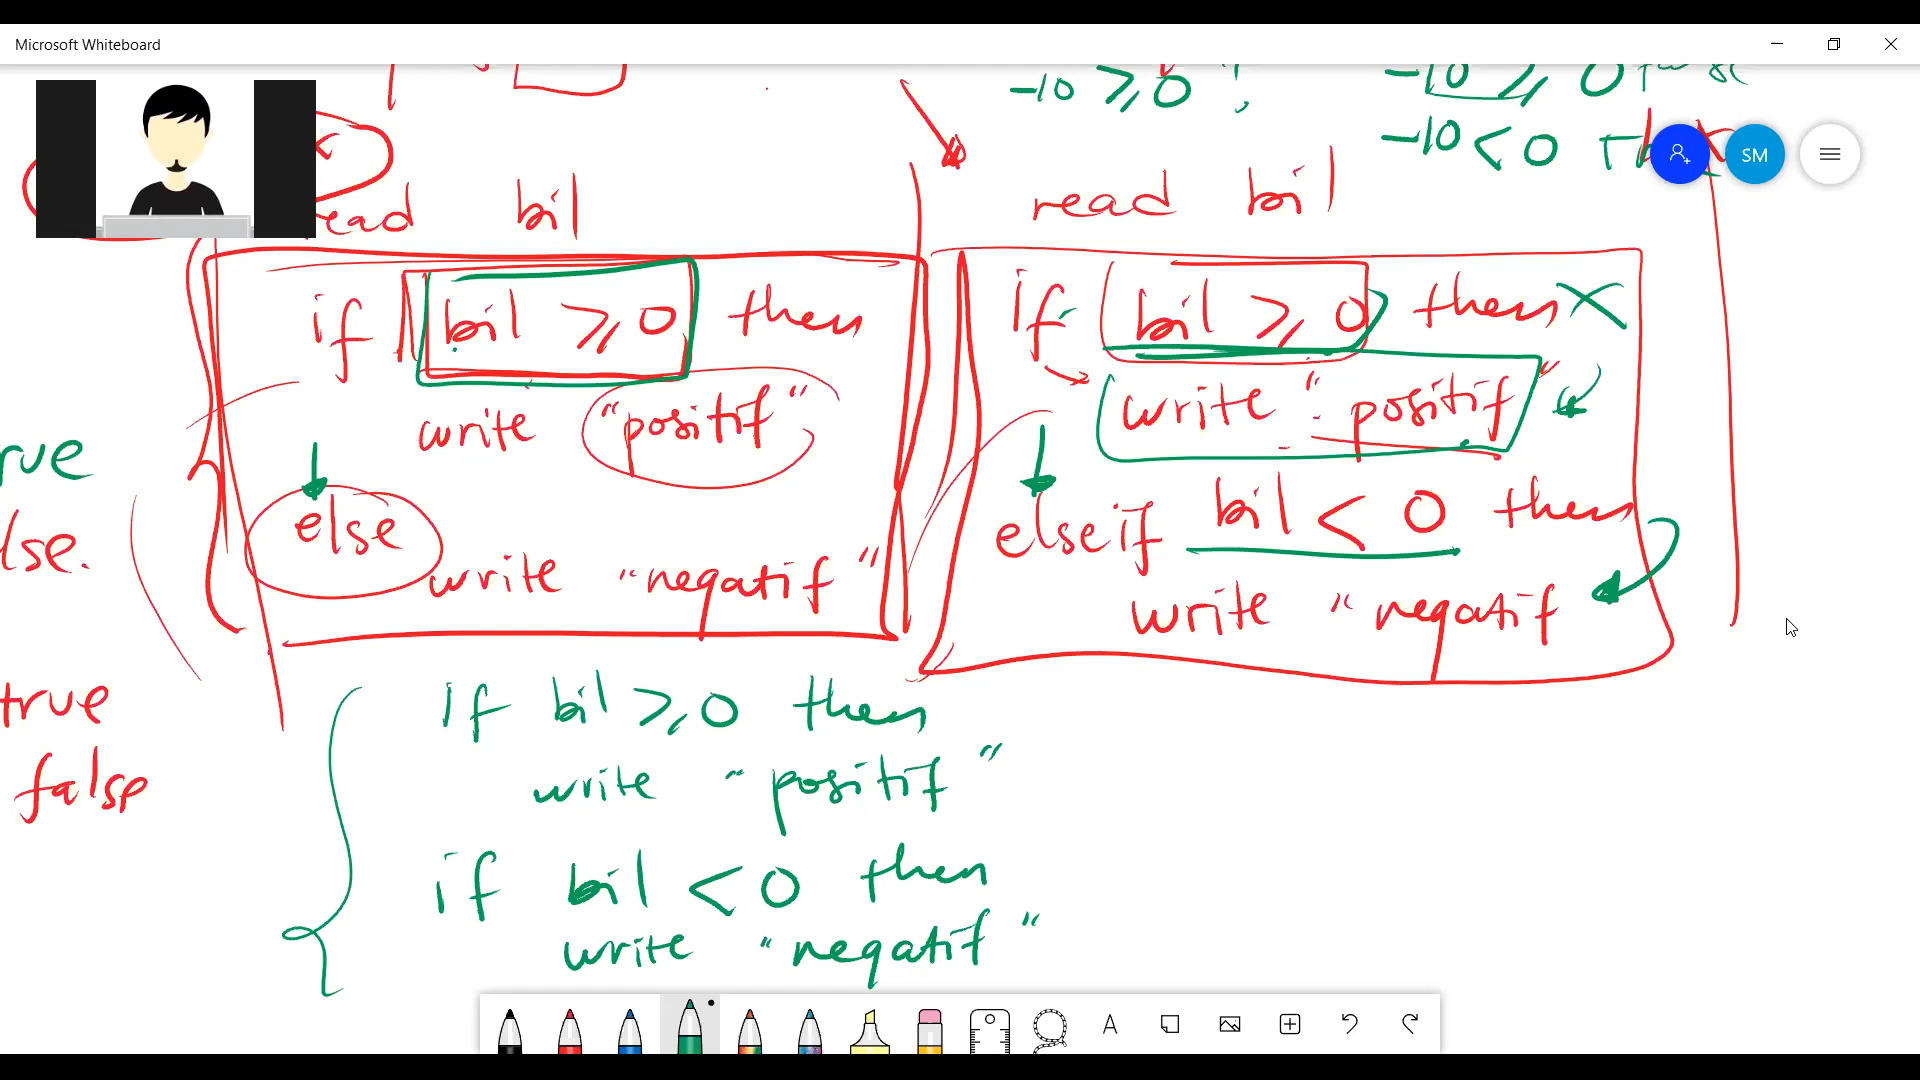 Microsoft Whiteboard
-10 ⩾ 0 ?
-10 ⩾ 0
-10 < 0
SM
read bil
if bil ⩾ 0 then
write "positif"
else
write "negatif"
read bil
if bil ⩾ 0 then
write "positif"
elseif bil < 0 then
write "negatif
rue
lse.
true
false
if bil ⩾ 0 then
write "positif"
if bil < 0 then
write "negatif"
A